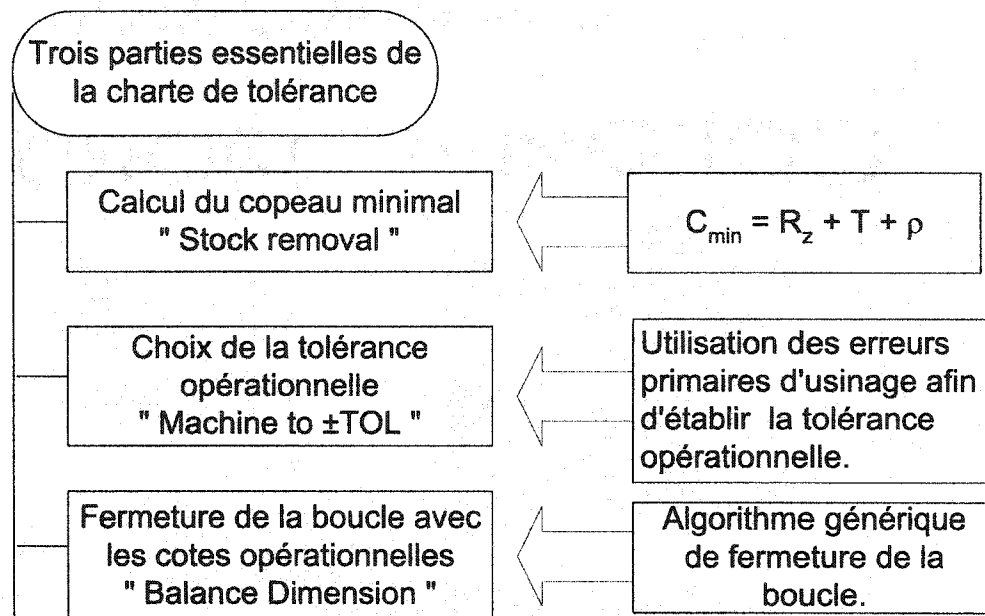 Trois parties essentielles de
la charte de tolérance
Calcul du copeau minimal
" Stock removal "
C_min = R_z + T + ρ
Choix de la tolérance
opérationnelle
" Machine to ±TOL "
Utilisation des erreurs
primaires d'usinage afin
d'établir la tolérance
opérationnelle.
Fermeture de la boucle avec
les cotes opérationnelles
" Balance Dimension "
Algorithme générique
de fermeture de la
boucle.